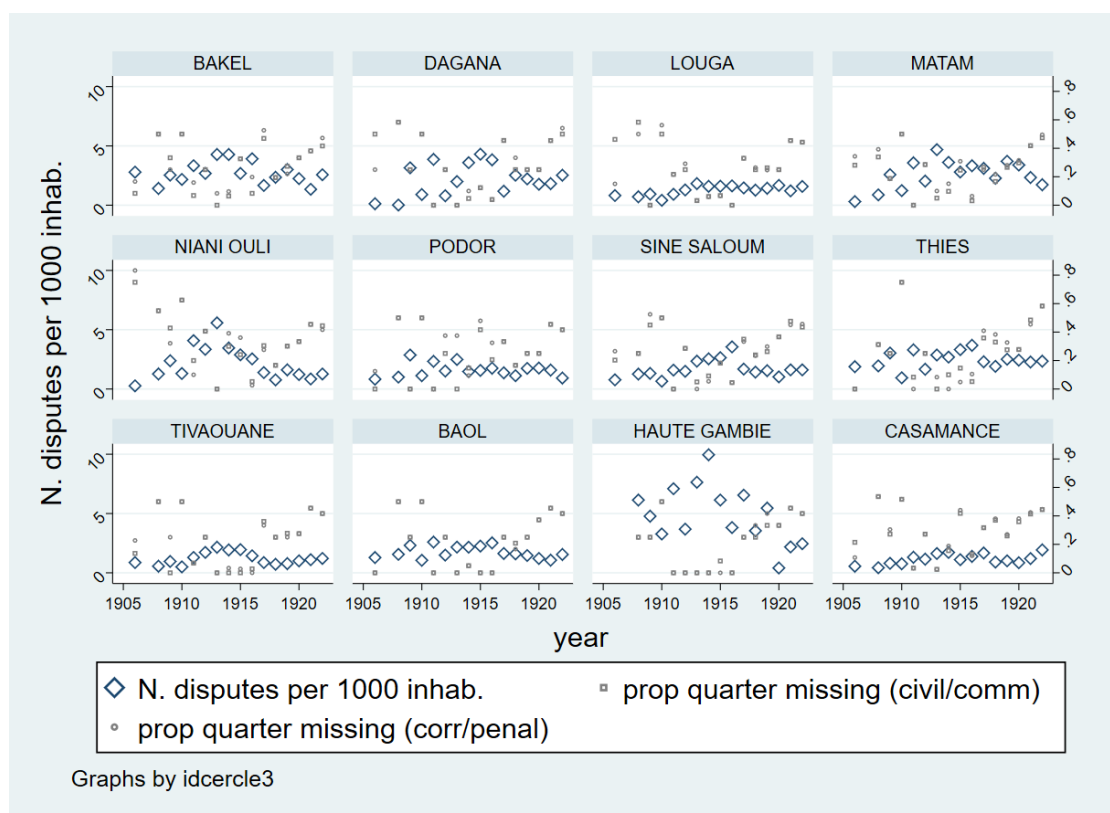 BAKEL DAGANA LOUGA MATAM
10 5 0 .8 .6 .4 .2 0
NIANI OULI PODOR SINE SALOUM THIES
10 5 0 .8 .6 .4 .2 0
TIVAOUANE BAOL HAUTE GAMBIE CASAMANCE
10 5 0 .8 .6 .4 .2 0
N. disputes per 1000 inhab.
1905 1910 1915 1920 1905 1910 1915 1920 1905 1910 1915 1920 1905 1910 1915 1920
year
N. disputes per 1000 inhab. prop quarter missing (civil/comm)
prop quarter missing (corr/penal)
Graphs by idcercle3